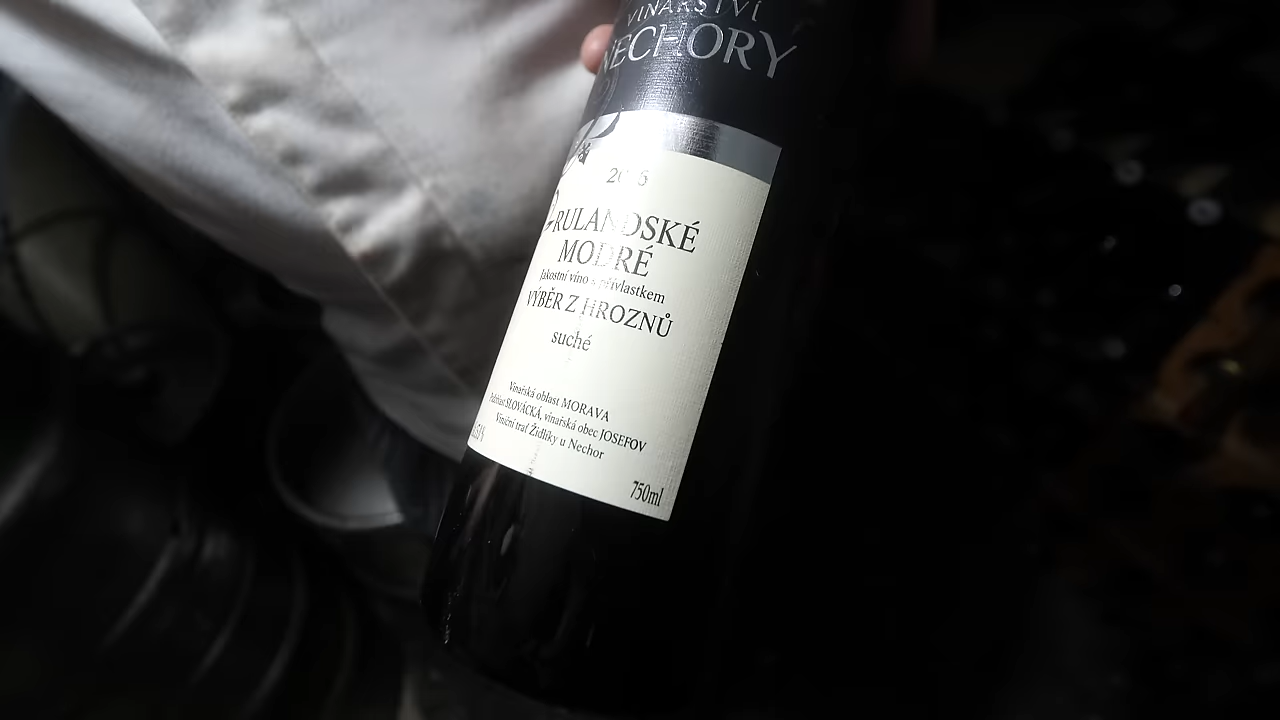 VINAŘSTVÍ
NECHORY
RULANDSKÉ
MODRÉ
Jakostní víno s přívlastkem
VÝBĚR Z HROZNŮ
suché
Vinařská oblast MORAVA
Podoblast SLOVÁCKÁ, vinařská obec JOSEFOV
Viniční trať Židlíky u Nechor
750ml